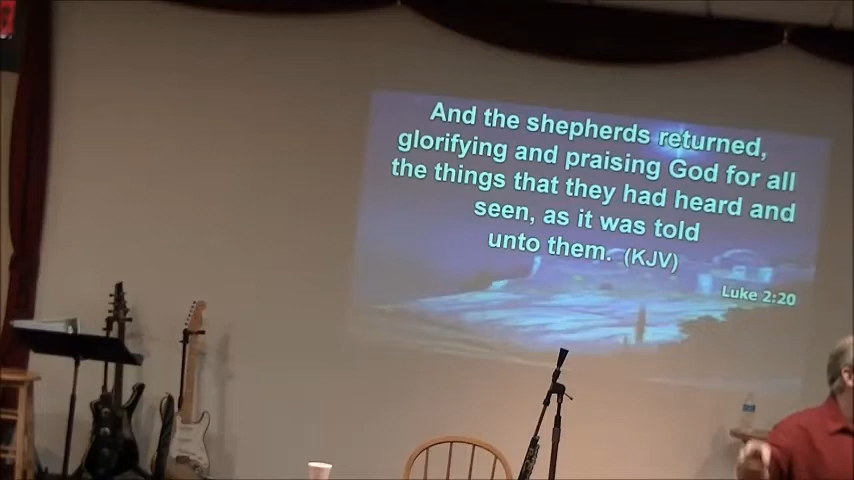 And the shepherds returned,
glorifying and praising God for all
the things that they had heard and
seen, as it was told
unto them. (KJV)
Luke 2:20